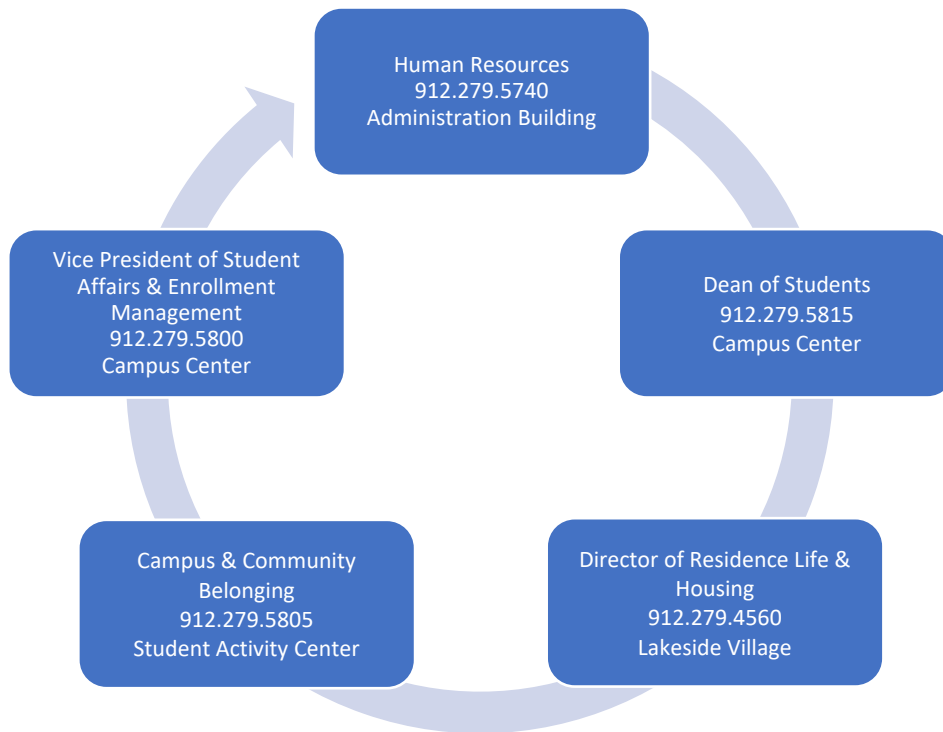 Human Resources
912.279.5740
Administration Building
Dean of Students
912.279.5815
Campus Center
Director of Residence Life &
Housing
912.279.4560
Lakeside Village
Campus & Community
Belonging
912.279.5805
Student Activity Center
Vice President of Student
Affairs & Enrollment
Management
912.279.5800
Campus Center